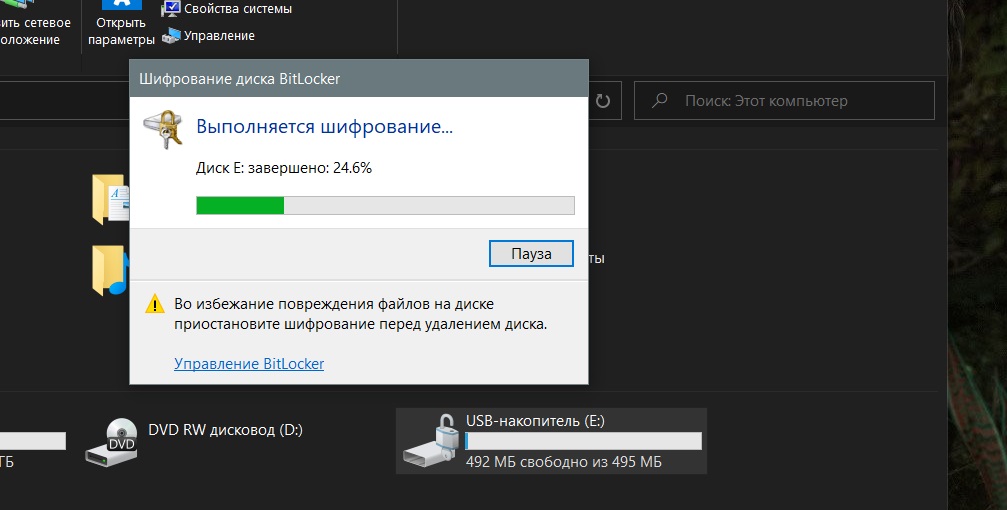 вить сетевое
оложение
Открыть
параметры
Свойства системы
Управление
Шифрование диска BitLocker
Поиск: Этот компьютер
Выполняется шифрование...
Диск E: завершено: 24.6%
Пауза
ты
Во избежание повреждения файлов на диске
приостановите шифрование перед удалением диска.
Управление BitLocker
ГБ
DVD
DVD RW дисковод (D:)
USB-накопитель (E:)
492 МБ свободно из 495 МБ